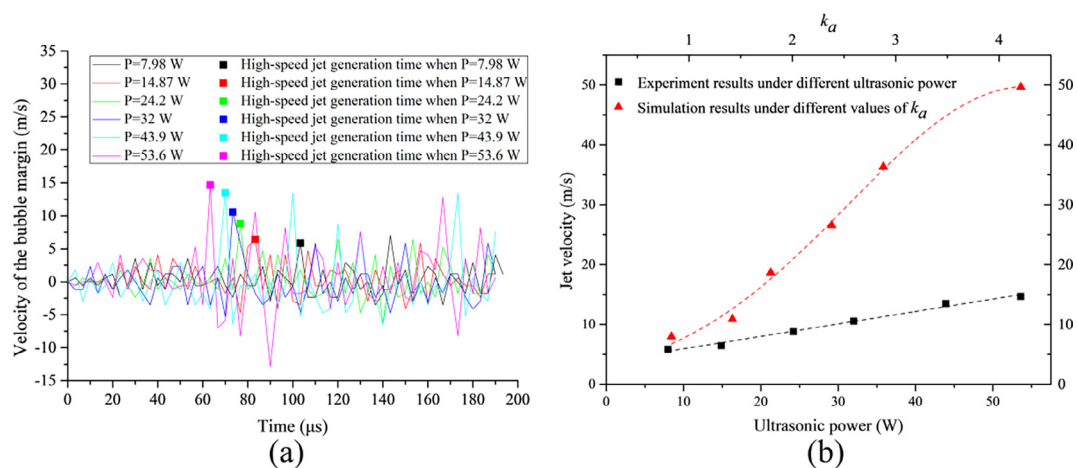 35
30
25
20
15
10
5
0
-5
-10
-15
Velocity of the bubble margin (m/s)
P=7.98 W High-speed jet generation time when P=7.98 W
P=14.87 W High-speed jet generation time when P=14.87 W
P=24.2 W High-speed jet generation time when P=24.2 W
P=32 W High-speed jet generation time when P=32 W
P=43.9 W High-speed jet generation time when P=43.9 W
P=53.6 W High-speed jet generation time when P=53.6 W
0 20 40 60 80 100 120 140 160 180 200
Time (μs)
(a)
ka
1 2 3 4
50
40
30
20
10
0
Jet velocity (m/s)
Experiment results under different ultrasonic power
Simulation results under different values of ka
50
50
40
30
20
10
0
10 20 30 40 50
Ultrasonic power (W)
(b)